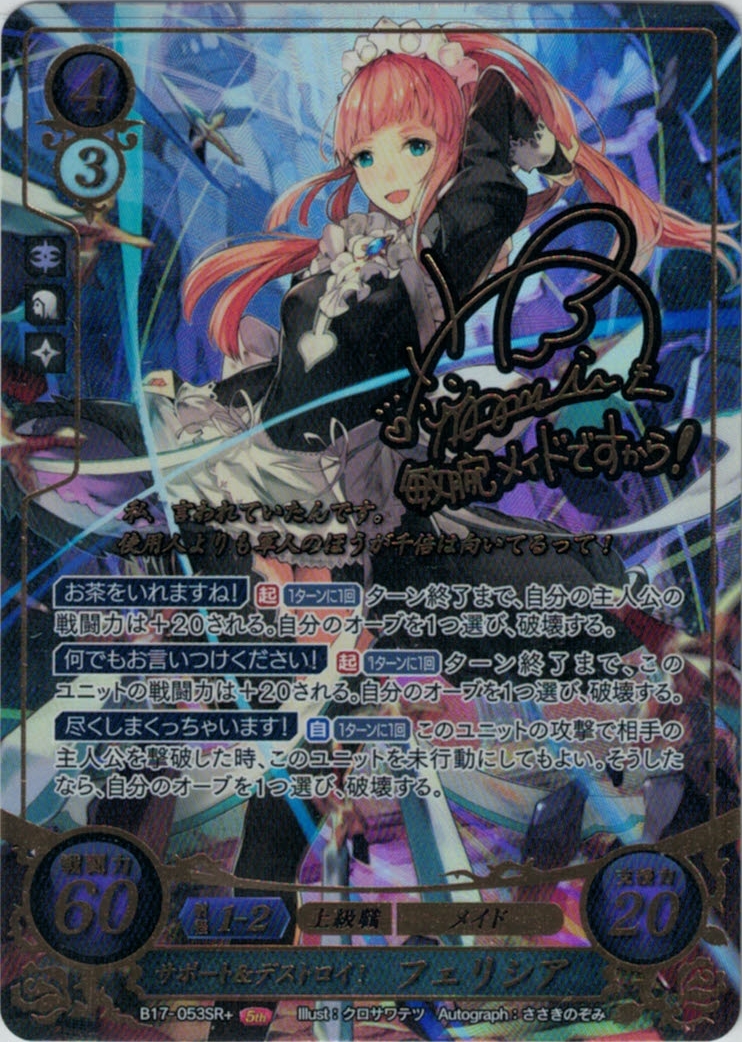 4
3
戦闘メイドですから!
私、言われていたんです。
使用人よりも軍人のほうが千倍は向いてるって!
お茶をいれますね! 起 1ターンに1回 ターン終了まで、自分の主人公の
戦闘力は+20される。自分のオーブを1つ選び、破壊する。
何でもお言いつけください! 起 1ターンに1回 ターン終了まで、この
ユニットの戦闘力は+20される。自分のオーブを1つ選び、破壊する。
尽くしまくっちゃいます! 自 1ターンに1回 このユニットの攻撃で相手の
主人公を撃破した時、このユニットを未行動にしてもよい。そうした
なら、自分のオーブを1つ選び、破壊する。
戦闘力 60
射程 1-2 上級職 メイド
支援力 20
サポート&デストロイ! フェリシア
B17-053SR+ 5th Illust:クロサワテツ Autograph:ささきのぞみ